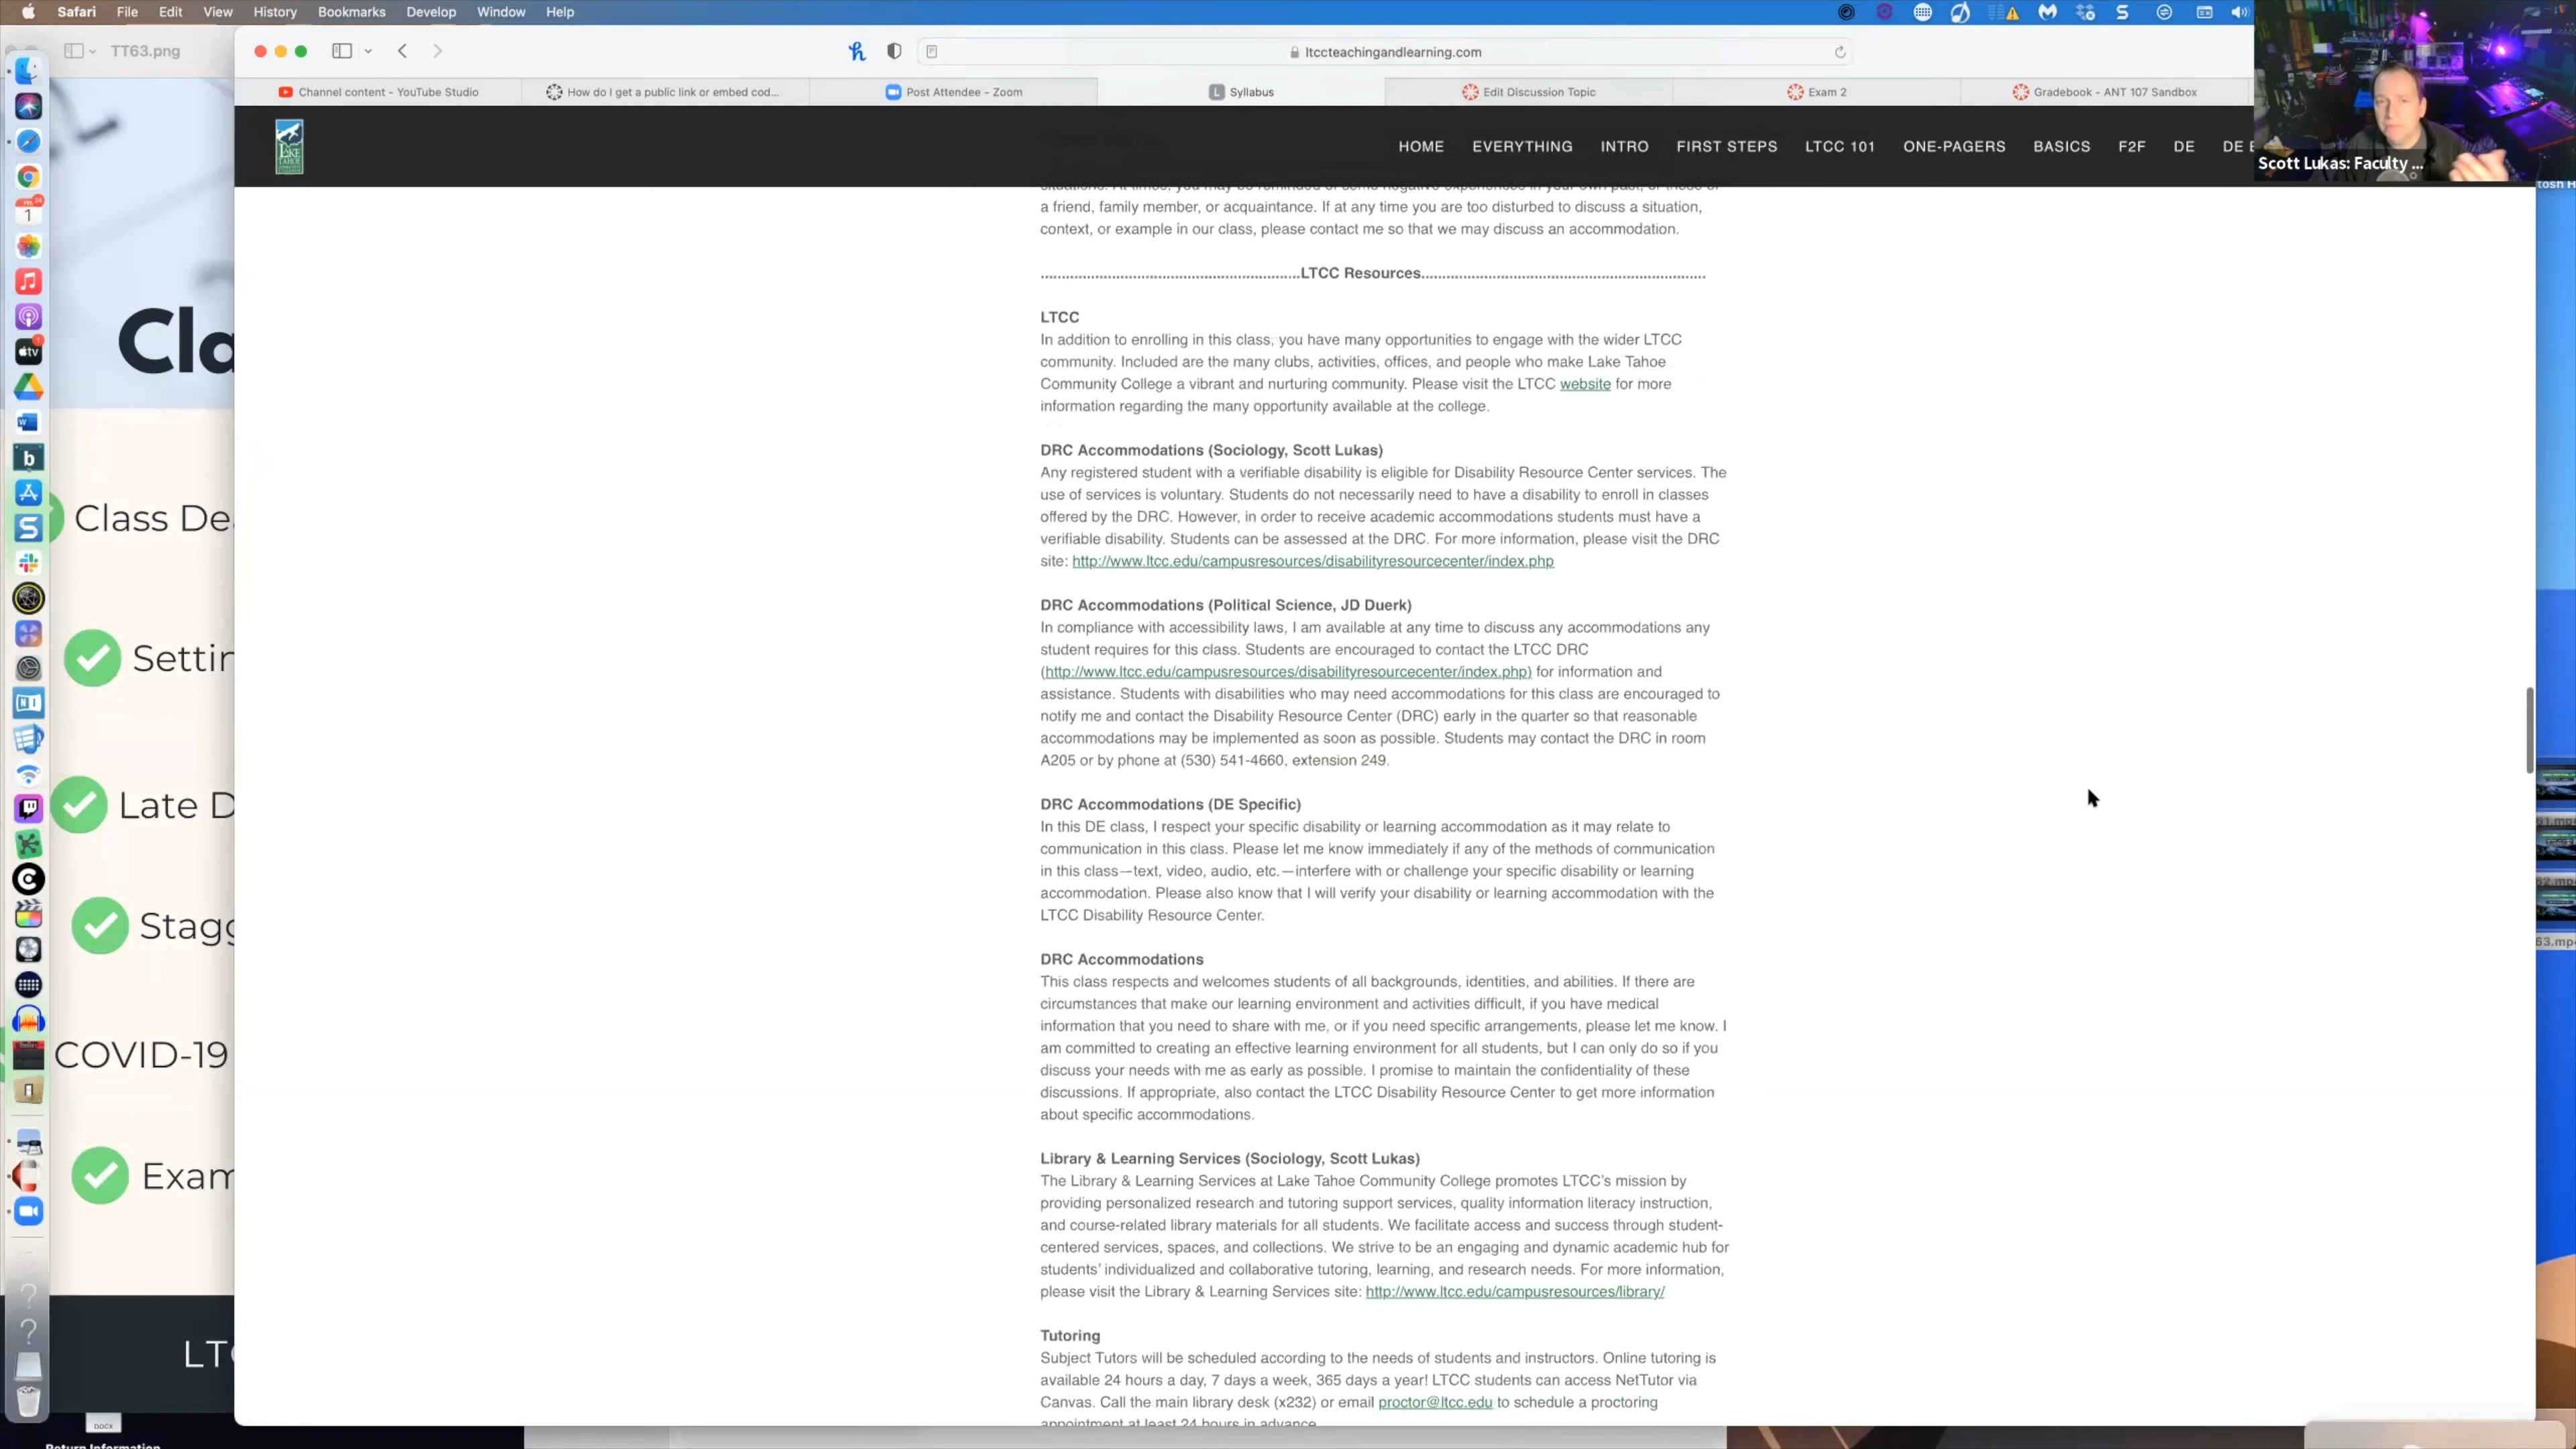 Safari File Edit View History Bookmarks Develop Window Help
TT63.png
ltccteachingandlearning.com
Channel content - YouTube Studio
How do I get a public link or embed cod...
Post Attendee - Zoom
Syllabus
Edit Discussion Topic
Exam 2
Gradebook - ANT 107 Sandbox
LAKE TAHOE
HOME EVERYTHING INTRO FIRST STEPS LTCC 101 ONE-PAGERS BASICS F2F DE DE
Scott Lukas: Faculty ...
a friend, family member, or acquaintance. If at any time you are too disturbed to discuss a situation,
context, or example in our class, please contact me so that we may discuss an accommodation.
LTCC Resources
LTCC
In addition to enrolling in this class, you have many opportunities to engage with the wider LTCC
community. Included are the many clubs, activities, offices, and people who make Lake Tahoe
Community College a vibrant and nurturing community. Please visit the LTCC website for more
information regarding the many opportunity available at the college.
DRC Accommodations (Sociology, Scott Lukas)
Any registered student with a verifiable disability is eligible for Disability Resource Center services. The
use of services is voluntary. Students do not necessarily need to have a disability to enroll in classes
offered by the DRC. However, in order to receive academic accommodations students must have a
verifiable disability. Students can be assessed at the DRC. For more information, please visit the DRC
site: http://www.ltcc.edu/campusresources/disabilityresourcecenter/index.php
DRC Accommodations (Political Science, JD Duerk)
In compliance with accessibility laws, I am available at any time to discuss any accommodations any
student requires for this class. Students are encouraged to contact the LTCC DRC
(http://www.ltcc.edu/campusresources/disabilityresourcecenter/index.php) for information and
assistance. Students with disabilities who may need accommodations for this class are encouraged to
notify me and contact the Disability Resource Center (DRC) early in the quarter so that reasonable
accommodations may be implemented as soon as possible. Students may contact the DRC in room
A205 or by phone at (530) 541-4660, extension 249.
DRC Accommodations (DE Specific)
In this DE class, I respect your specific disability or learning accommodation as it may relate to
communication in this class. Please let me know immediately if any of the methods of communication
in this class—text, video, audio, etc.—interfere with or challenge your specific disability or learning
accommodation. Please also know that I will verify your disability or learning accommodation with the
LTCC Disability Resource Center.
DRC Accommodations
This class respects and welcomes students of all backgrounds, identities, and abilities. If there are
circumstances that make our learning environment and activities difficult, if you have medical
information that you need to share with me, or if you need specific arrangements, please let me know. I
am committed to creating an effective learning environment for all students, but I can only do so if you
discuss your needs with me as early as possible. I promise to maintain the confidentiality of these
discussions. If appropriate, also contact the LTCC Disability Resource Center to get more information
about specific accommodations.
Library & Learning Services (Sociology, Scott Lukas)
The Library & Learning Services at Lake Tahoe Community College promotes LTCC's mission by
providing personalized research and tutoring support services, quality information literacy instruction,
and course-related library materials for all students. We facilitate access and success through student-
centered services, spaces, and collections. We strive to be an engaging and dynamic academic hub for
students' individualized and collaborative tutoring, learning, and research needs. For more information,
please visit the Library & Learning Services site: http://www.ltcc.edu/campusresources/library/
Tutoring
Subject Tutors will be scheduled according to the needs of students and instructors. Online tutoring is
available 24 hours a day, 7 days a week, 365 days a year! LTCC students can access NetTutor via
Canvas. Call the main library desk (x232) or email proctor@ltcc.edu to schedule a proctoring
appointment at least 24 hours in advance.
Cla
Class De
Settin
Late D
Stagg
COVID-19
Exam
LTC
DOCX
Return Information
63.mp